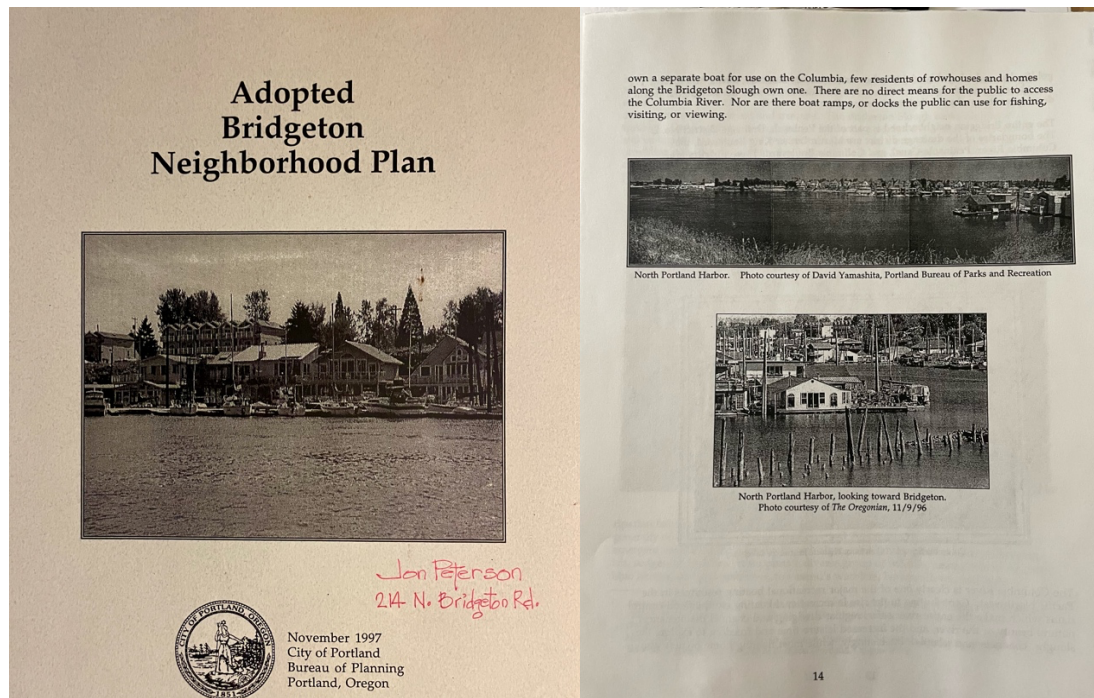 Adopted
Bridgeton
Neighborhood Plan
Jon Peterson
214 N. Bridgeton Rd.
CITY OF PORTLAND, OREGON
1851
November 1997
City of Portland
Bureau of Planning
Portland, Oregon
own a separate boat for use on the Columbia, few residents of rowhouses and homes
along the Bridgeton Slough own one. There are no direct means for the public to access
the Columbia River. Nor are there boat ramps, or docks the public can use for fishing,
visiting, or viewing.
North Portland Harbor. Photo courtesy of David Yamashita, Portland Bureau of Parks and Recreation
North Portland Harbor, looking toward Bridgeton.
Photo courtesy of The Oregonian, 11/9/96
14